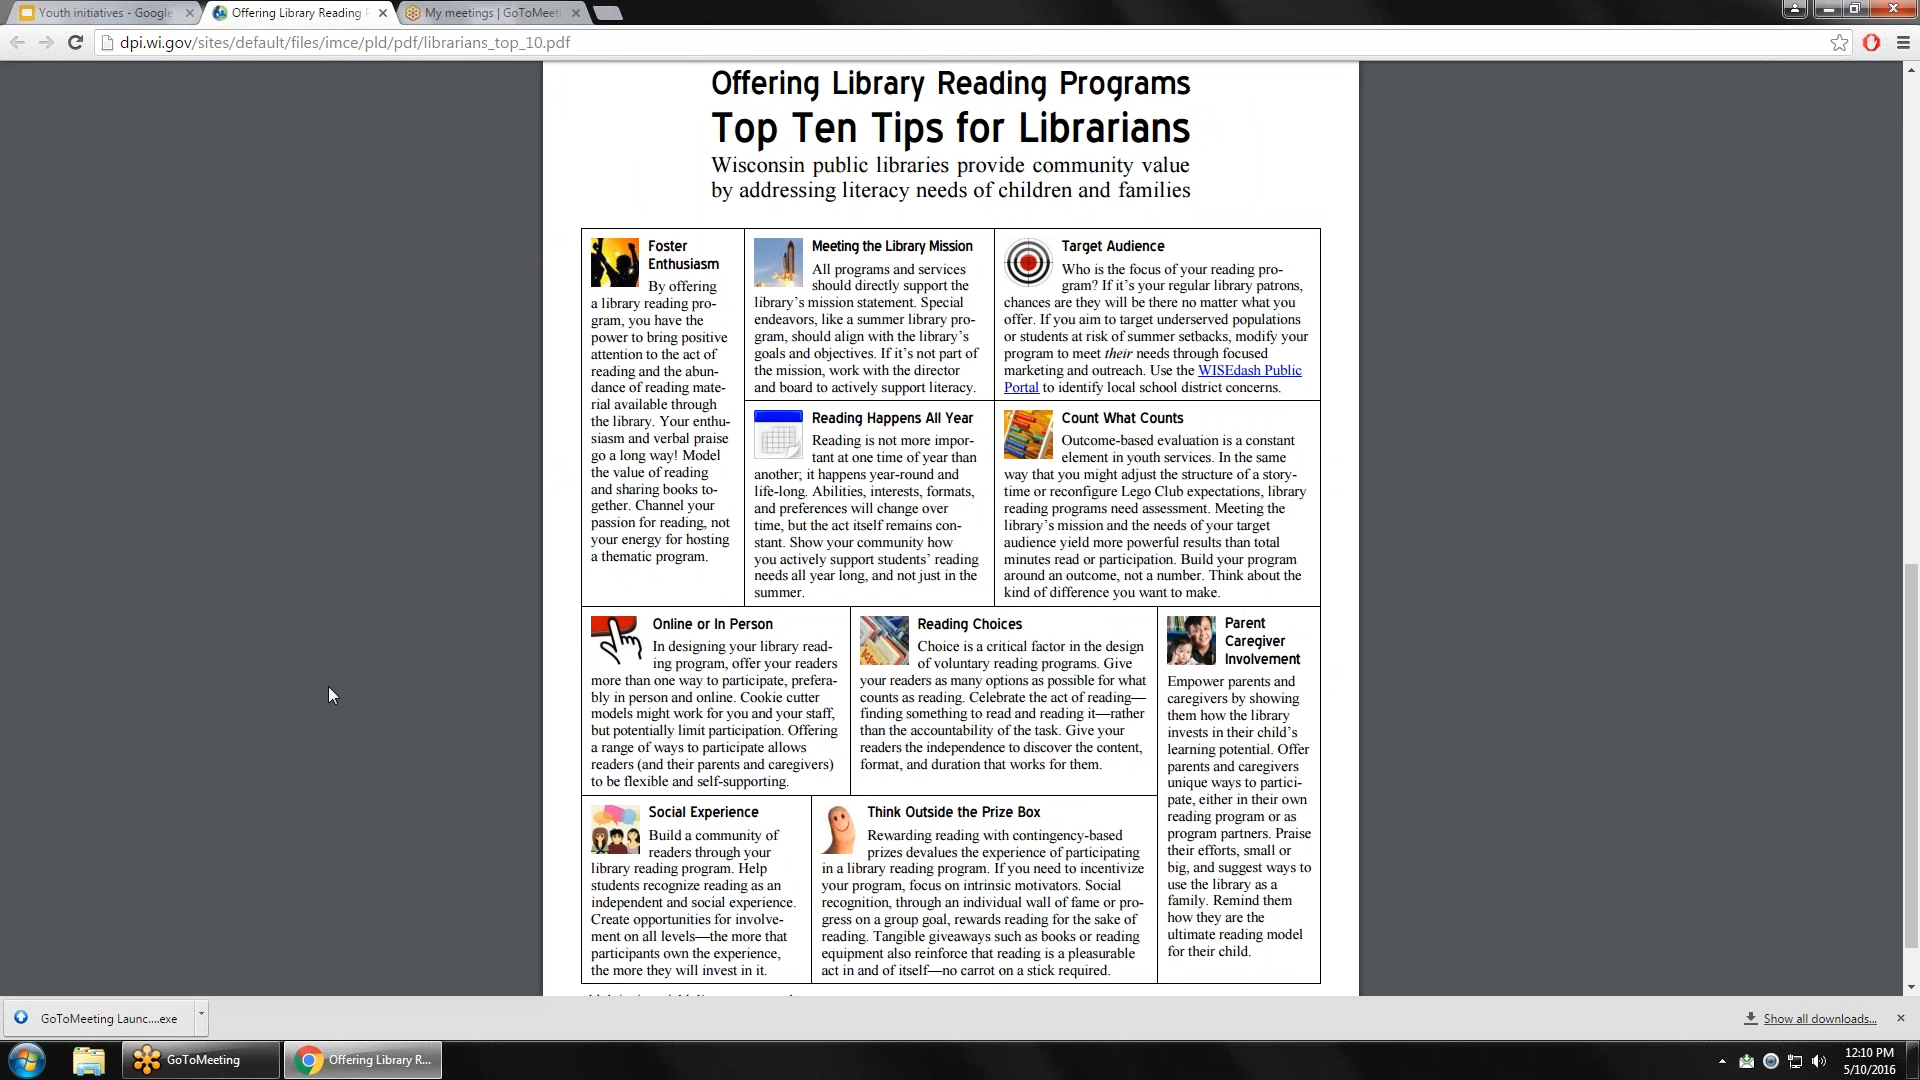 Youth initiatives - Google
Offering Library Reading P
My meetings | GoToMeeti
dpi.wi.gov/sites/default/files/imce/pld/pdf/librarians_top_10.pdf
Offering Library Reading Programs
Top Ten Tips for Librarians
Wisconsin public libraries provide community value
by addressing literacy needs of children and families
Foster
Enthusiasm
By offering
a library reading pro-
gram, you have the
power to bring positive
attention to the act of
reading and the abun-
dance of reading mate-
rial available through
the library. Your enthu-
siasm and verbal praise
go a long way! Model
the value of reading
and sharing books to-
gether. Channel your
passion for reading, not
your energy for hosting
a thematic program.
Meeting the Library Mission
All programs and services
should directly support the
library's mission statement. Special
endeavors, like a summer library pro-
gram, should align with the library's
goals and objectives. If it's not part of
the mission, work with the director
and board to actively support literacy.
Target Audience
Who is the focus of your reading pro-
gram? If it's your regular library patrons,
chances are they will be there no matter what you
offer. If you aim to target underserved populations
or students at risk of summer setbacks, modify your
program to meet their needs through focused
marketing and outreach. Use the WISEdash Public
Portal to identify local school district concerns.
Reading Happens All Year
Reading is not more impor-
tant at one time of year than
another; it happens year-round and
life-long. Abilities, interests, formats,
and preferences will change over
time, but the act itself remains con-
stant. Show your community how
you actively support students' reading
needs all year long, and not just in the
summer.
Count What Counts
Outcome-based evaluation is a constant
element in youth services. In the same
way that you might adjust the structure of a story-
time or reconfigure Lego Club expectations, library
reading programs need assessment. Meeting the
library's mission and the needs of your target
audience yield more powerful results than total
minutes read or participation. Build your program
around an outcome, not a number. Think about the
kind of difference you want to make.
Online or In Person
In designing your library read-
ing program, offer your readers
more than one way to participate, prefera-
bly in person and online. Cookie cutter
models might work for you and your staff,
but potentially limit participation. Offering
a range of ways to participate allows
readers (and their parents and caregivers)
to be flexible and self-supporting.
Reading Choices
Choice is a critical factor in the design
of voluntary reading programs. Give
your readers as many options as possible for what
counts as reading. Celebrate the act of reading—
finding something to read and reading it—rather
than the accountability of the task. Give your
readers the independence to discover the content,
format, and duration that works for them.
Parent
Caregiver
Involvement
Empower parents and
caregivers by showing
them how the library
invests in their child's
learning potential. Offer
parents and caregivers
unique ways to partici-
pate, either in their own
reading program or as
program partners. Praise
their efforts, small or
big, and suggest ways to
use the library as a
family. Remind them
how they are the
ultimate reading model
for their child.
Social Experience
Build a community of
readers through your
library reading program. Help
students recognize reading as an
independent and social experience.
Create opportunities for involve-
ment on all levels—the more that
participants own the experience,
the more they will invest in it.
Think Outside the Prize Box
Rewarding reading with contingency-based
prizes devalues the experience of participating
in a library reading program. If you need to incentivize
your program, focus on intrinsic motivators. Social
recognition, through an individual wall of fame or pro-
gress on a group goal, rewards reading for the sake of
reading. Tangible giveaways such as books or reading
equipment also reinforce that reading is a pleasurable
act in and of itself—no carrot on a stick required.
GoToMeeting Launc....exe
Show all downloads...
GoToMeeting
Offering Library R...
12:10 PM
5/10/2016